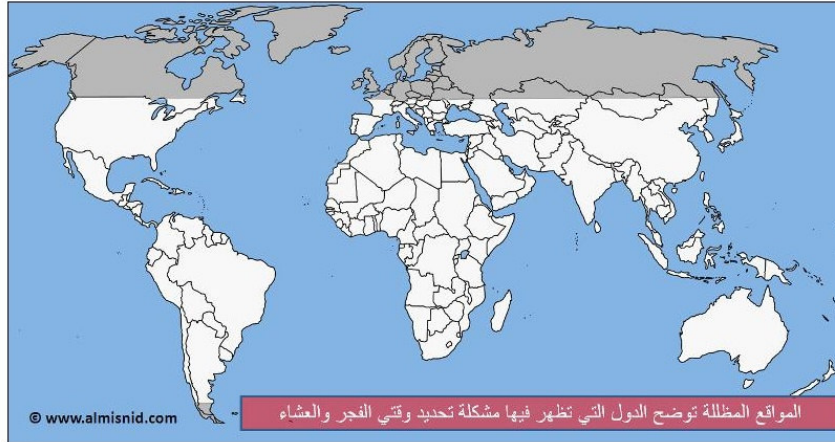 المواقع المظللة توضح الدول التي تظهر فيها مشكلة تحديد وقتي الفجر والعشاء
© www.almisnid.com